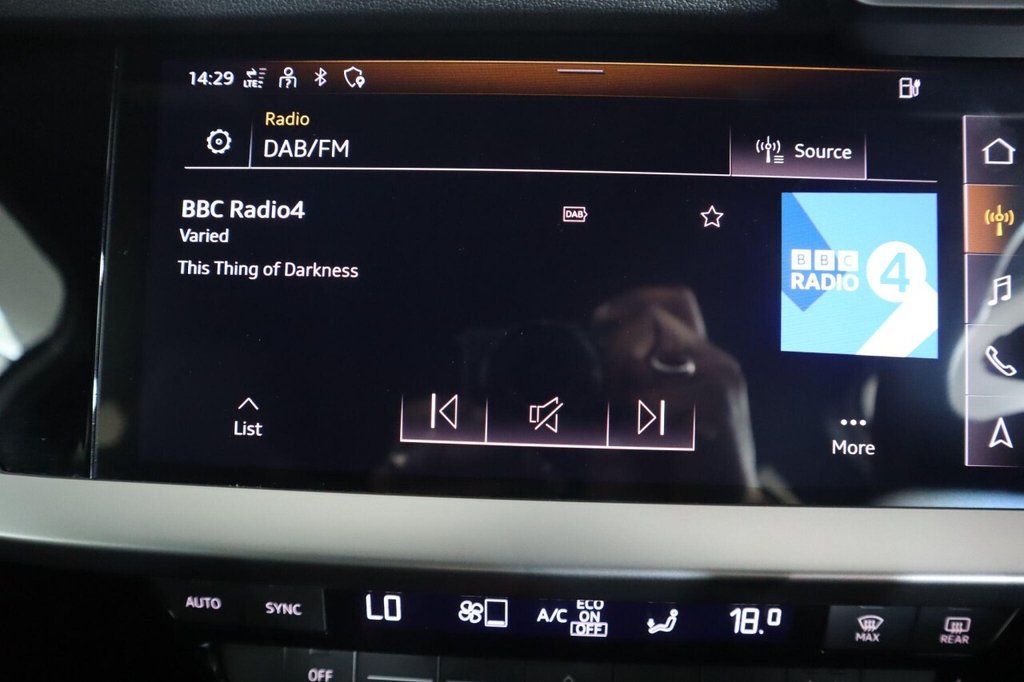 14:29 LTE
Radio
DAB/FM
Source
BBC Radio4
DAB
Varied
This Thing of Darkness
BBC
RADIO 4
List
More
AUTO
SYNC
LO
A/C
ECO
ON
OFF
18.0
MAX
REAR
OFF